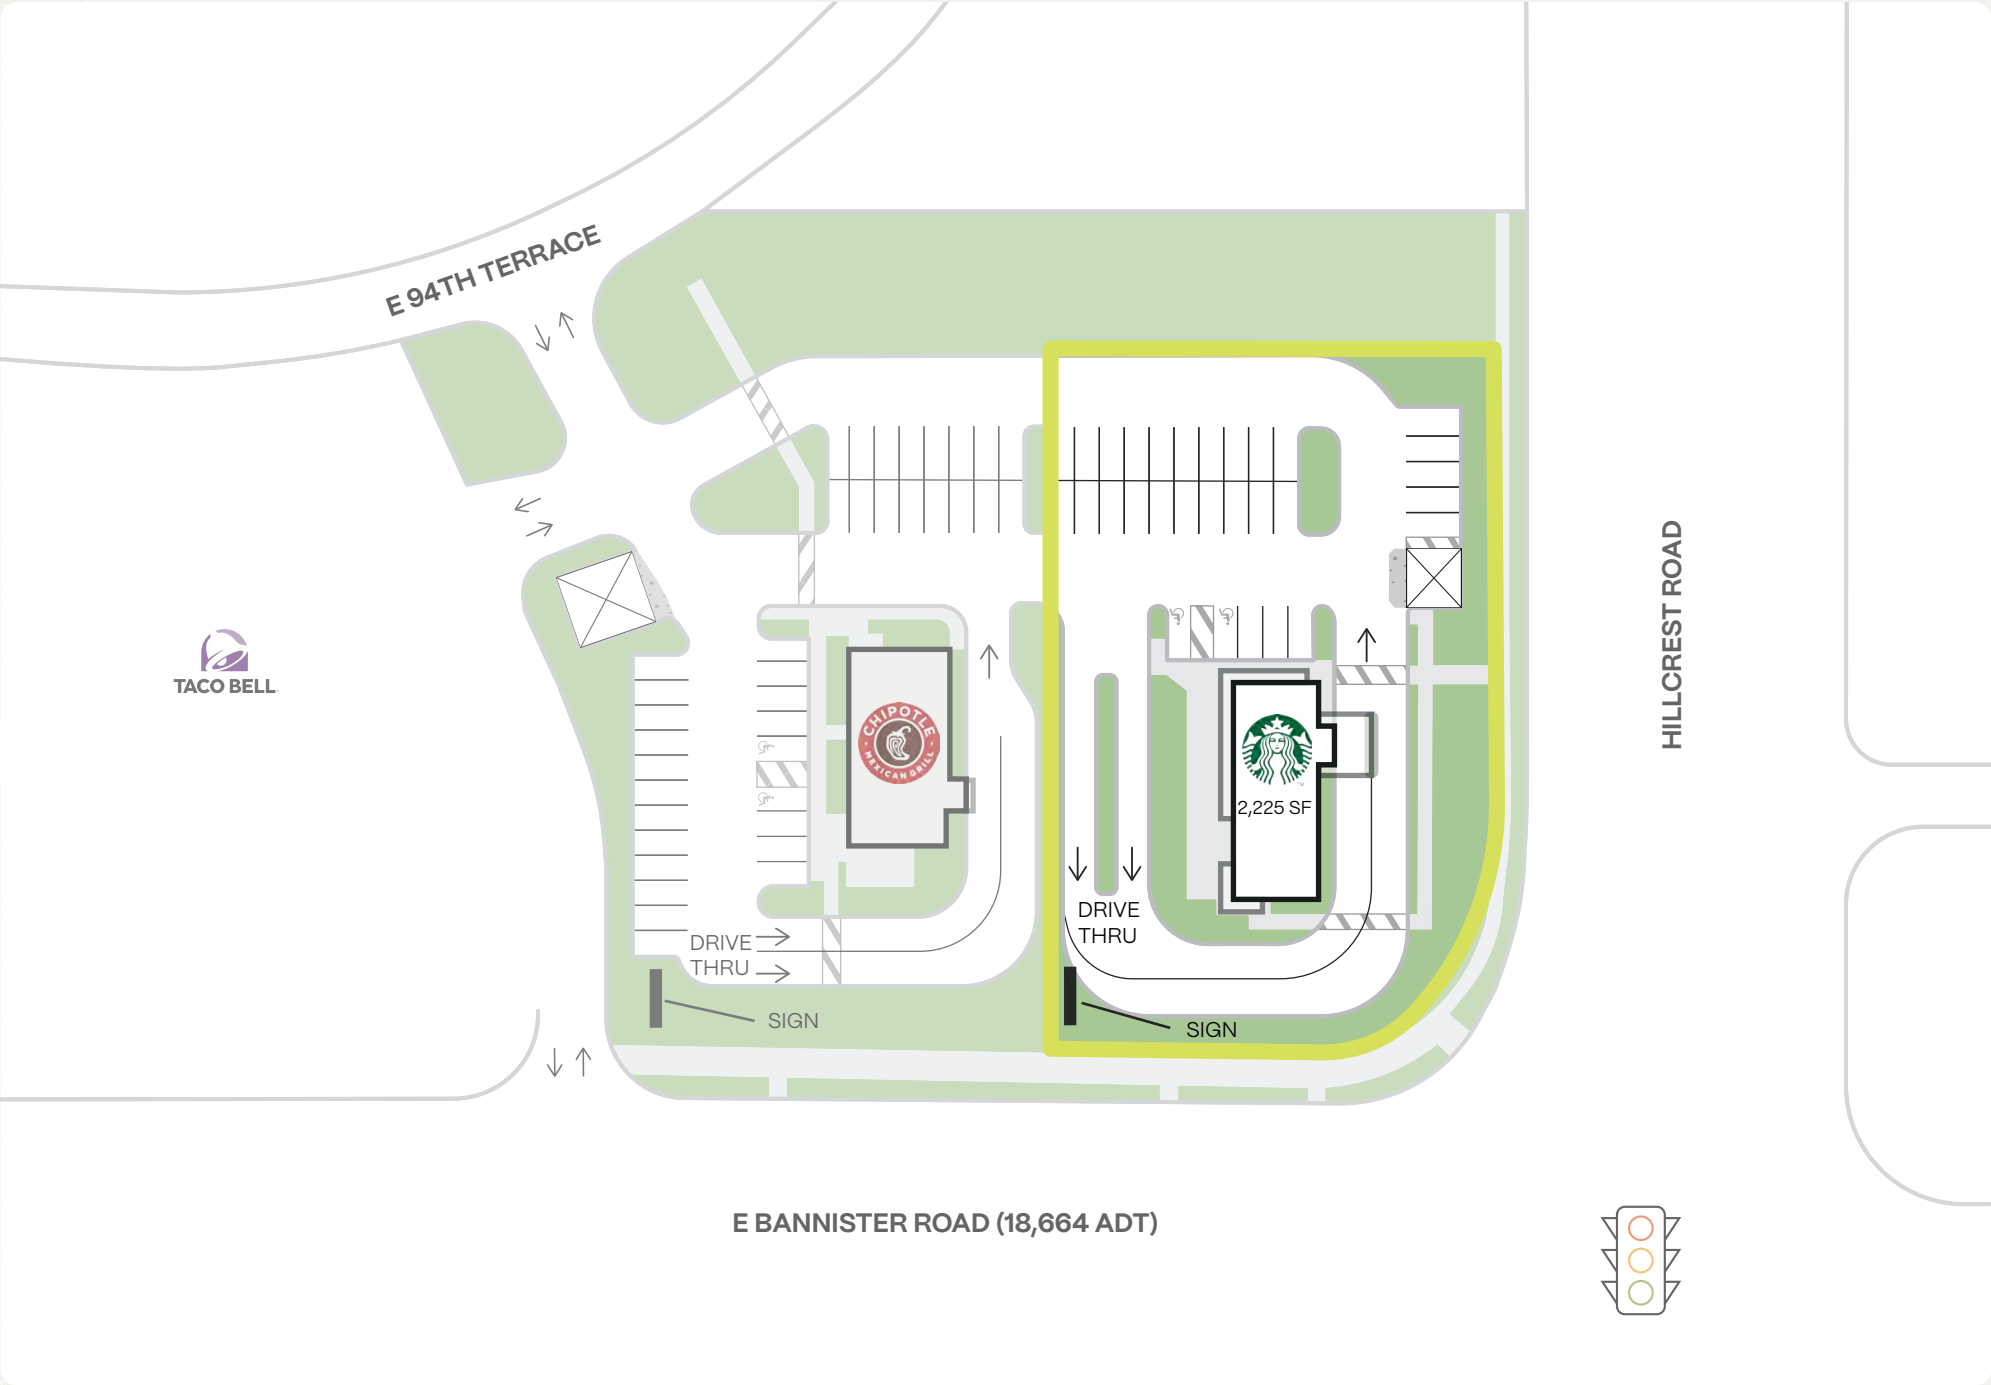 E 94TH TERRACE
TACO BELL
CHIPOTLE
MEXICAN GRILL
TM
2,225 SF
HILLCREST ROAD
DRIVE
THRU
DRIVE
THRU
SIGN
SIGN
E BANNISTER ROAD (18,664 ADT)